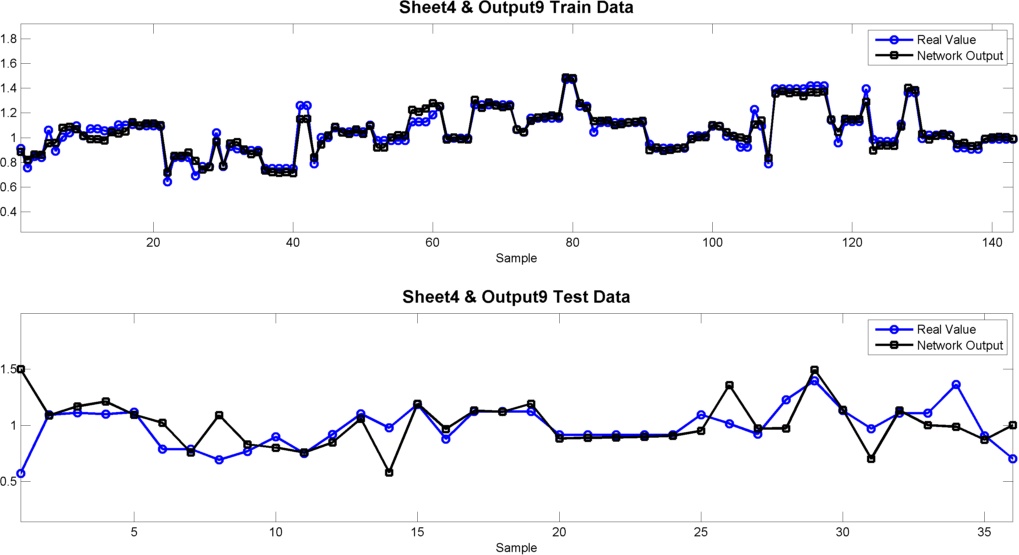 Sheet4 & Output9 Train Data
1.8
1.6
1.4
1.2
1
0.8
0.6
0.4
Real Value
Network Output
20 40 60 80 100 120 140
Sample
Sheet4 & Output9 Test Data
1.5
1
0.5
Real Value
Network Output
5 10 15 20 25 30 35
Sample